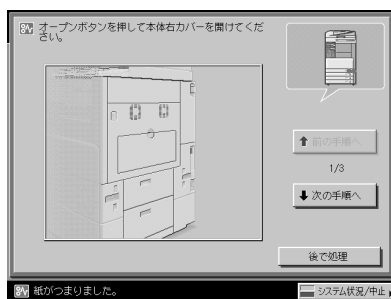 オープンボタンを押して本体右カバーを開けてくだ
さい。
前の手順へ
1/3
次の手順へ
後で処理
紙がつまりました。
システム状況/中止